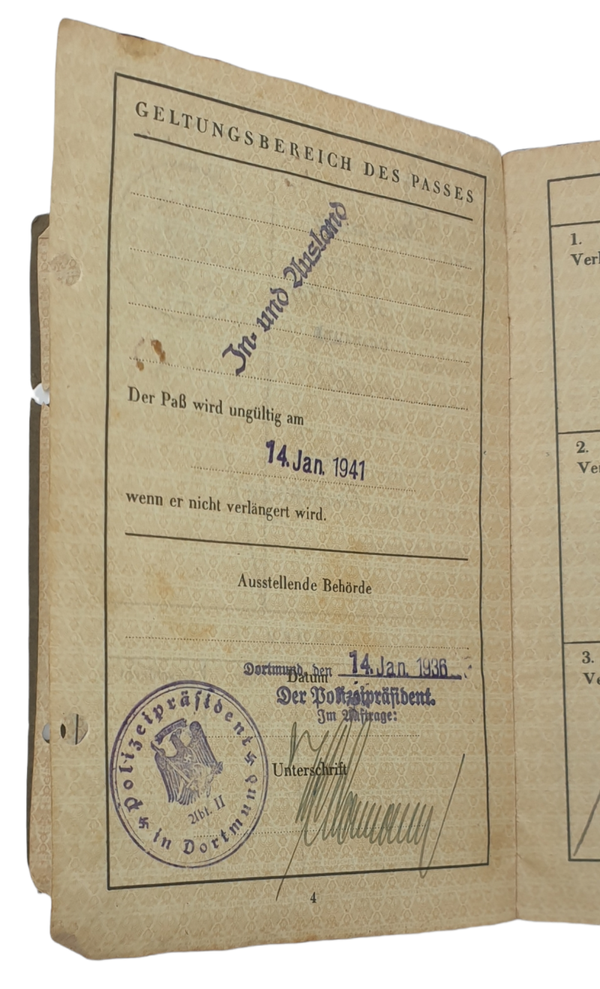 GELTUNGSBEREICH DES PASSES
In- und Ausland
Der Paß wird ungültig am
14. Jan. 1941
wenn er nicht verlängert wird.
Ausstellende Behörde
Dortmund, den 14. Jan. 1936
Datum
Der Polizeipräsident.
Im Auftrage:
Unterschrift
Polizeipräsident
Abt. II
in Dortmund
4
1.
2.
3.